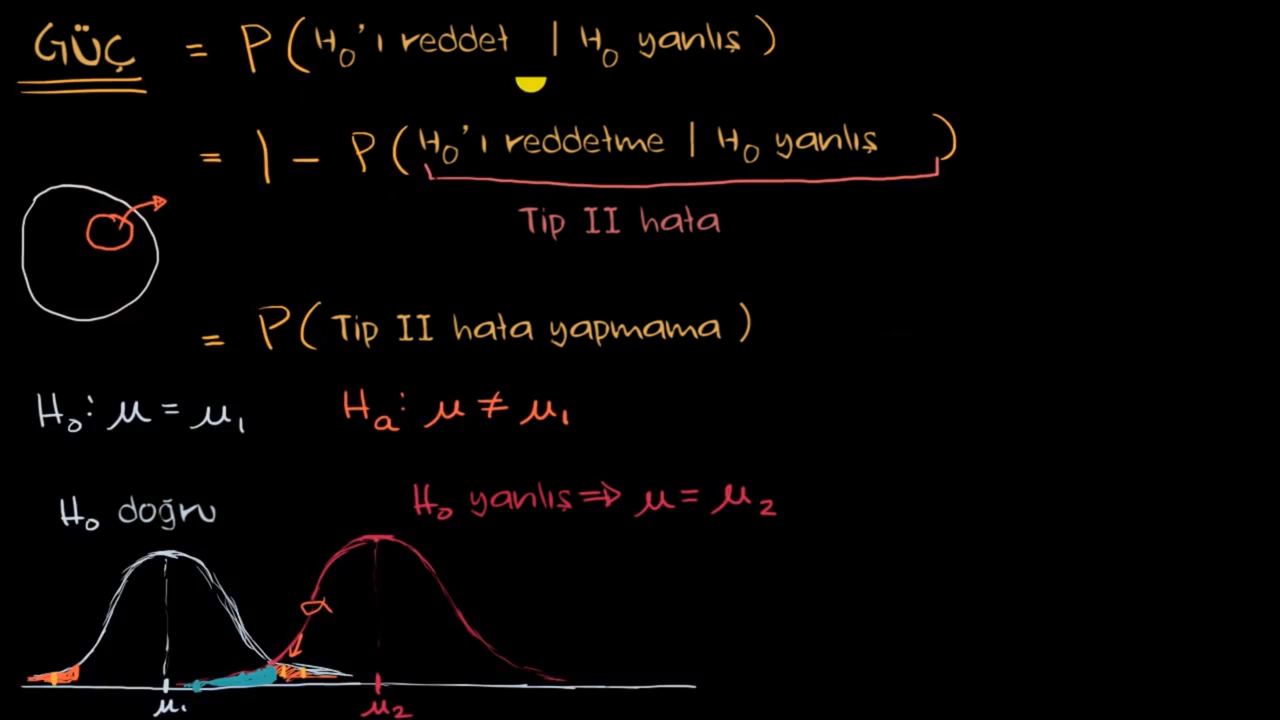 GÜÇ = P(H₀'ı reddet | H₀ yanlış)
= 1 - P(H₀'ı reddetme | H₀ yanlış)
Tip II hata
= P(Tip II hata yapmama)
H₀: μ = μ₁ Hₐ: μ ≠ μ₁
H₀ doğru H₀ yanlış ⇒ μ = μ₂
α
μ₁ μ₂